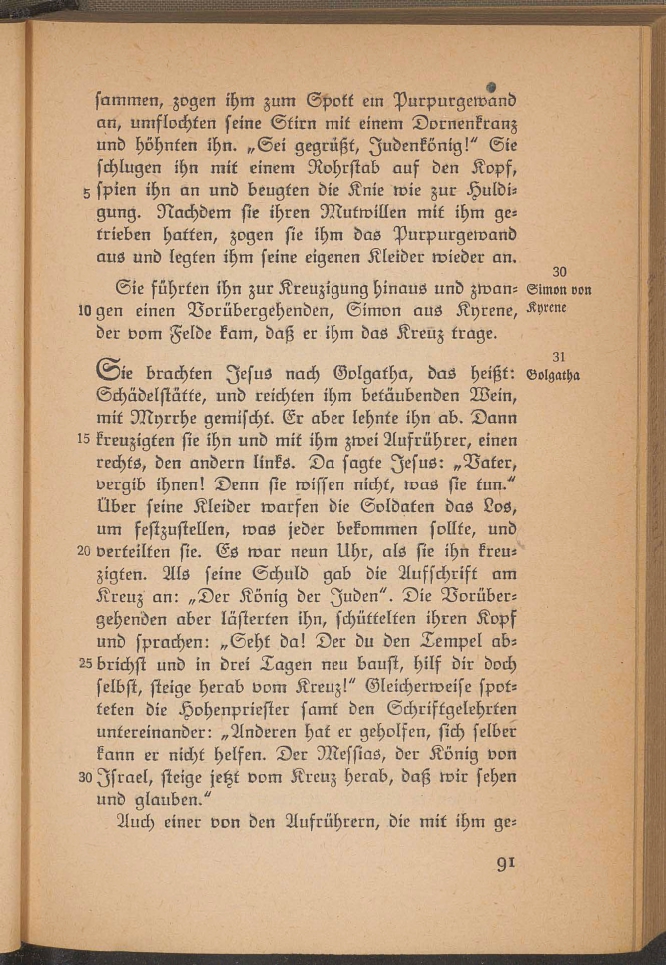 sammen, zogen ihm zum Spott ein Purpurgewand
an, umflochten seine Stirn mit einem Dornenkranz
und höhnten ihn. „Sei gegrüßt, Judenkönig!“ Sie
schlugen ihn mit einem Rohrstab auf den Kopf,
5 spien ihn an und beugten die Knie wie zur Huldi=
gung. Nachdem sie ihren Mutwillen mit ihm ge=
trieben hatten, zogen sie ihm das Purpurgewand
aus und legten ihm seine eigenen Kleider wieder an.
30
Sie führten ihn zur Kreuzigung hinaus und zwan= Simon von
10 gen einen Vorübergehenden, Simon aus Kyrene, Kyrene
der vom Felde kam, daß er ihm das Kreuz trage.
31
Sie brachten Jesus nach Golgatha, das heißt: Golgatha
Schädelstätte, und reichten ihm betäubenden Wein,
mit Myrrhe gemischt. Er aber lehnte ihn ab. Dann
15 kreuzigten sie ihn und mit ihm zwei Aufrührer, einen
rechts, den andern links. Da sagte Jesus: „Vater,
vergib ihnen! Denn sie wissen nicht, was sie tun.“
Über seine Kleider warfen die Soldaten das Los,
um festzustellen, was jeder bekommen sollte, und
20 verteilten sie. Es war neun Uhr, als sie ihn kreu=
zigten. Als seine Schuld gab die Aufschrift am
Kreuz an: „Der König der Juden“. Die Vorüber=
gehenden aber lästerten ihn, schüttelten ihren Kopf
und sprachen: „Seht da! Der du den Tempel ab=
25 brichst und in drei Tagen neu baust, hilf dir doch
selbst, steige herab vom Kreuz!“ Gleicherweise spot=
teten die Hohenpriester samt den Schriftgelehrten
untereinander: „Anderen hat er geholfen, sich selber
kann er nicht helfen. Der Messias, der König von
30 Israel, steige jetzt vom Kreuz herab, daß wir sehen
und glauben.“
Auch einer von den Aufrührern, die mit ihm ge=
91